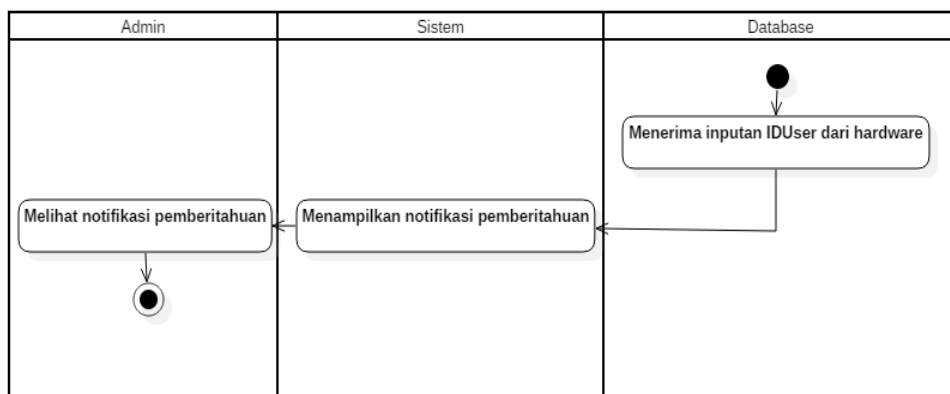 Admin
Sistem
Database
Menerima inputan IDUser dari hardware
Melihat notifikasi pemberitahuan
Menampilkan notifikasi pemberitahuan